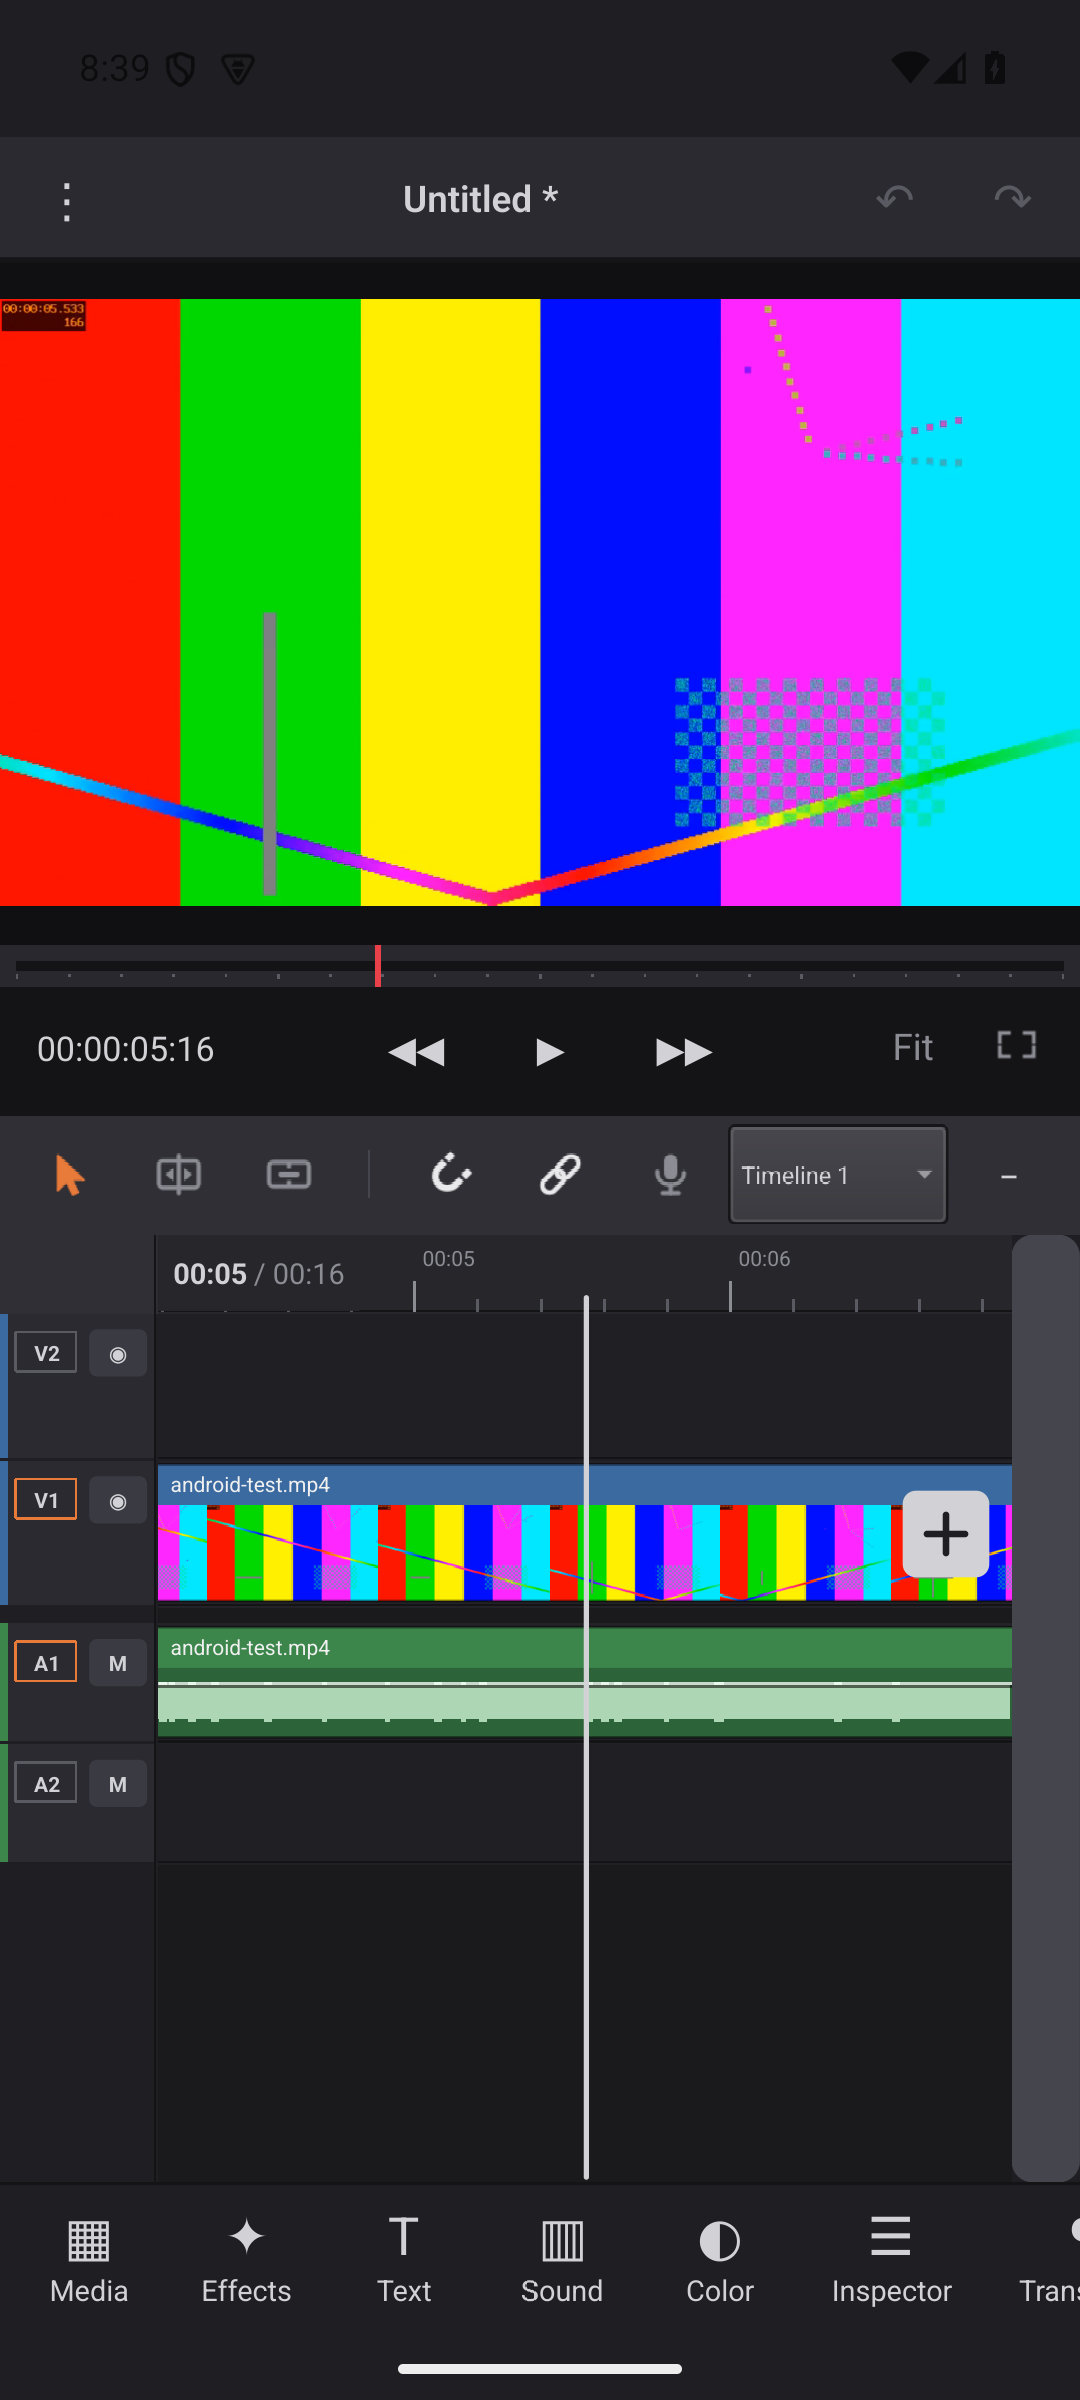 8:39
Untitled *
00:00:05.533
166
00:00:05:16
Fit
Timeline 1
00:05 / 00:16
00:05
00:06
V2
V1
android-test.mp4
A1
M
android-test.mp4
A2
M
Media
Effects
Text
Sound
Color
Inspector
Trans